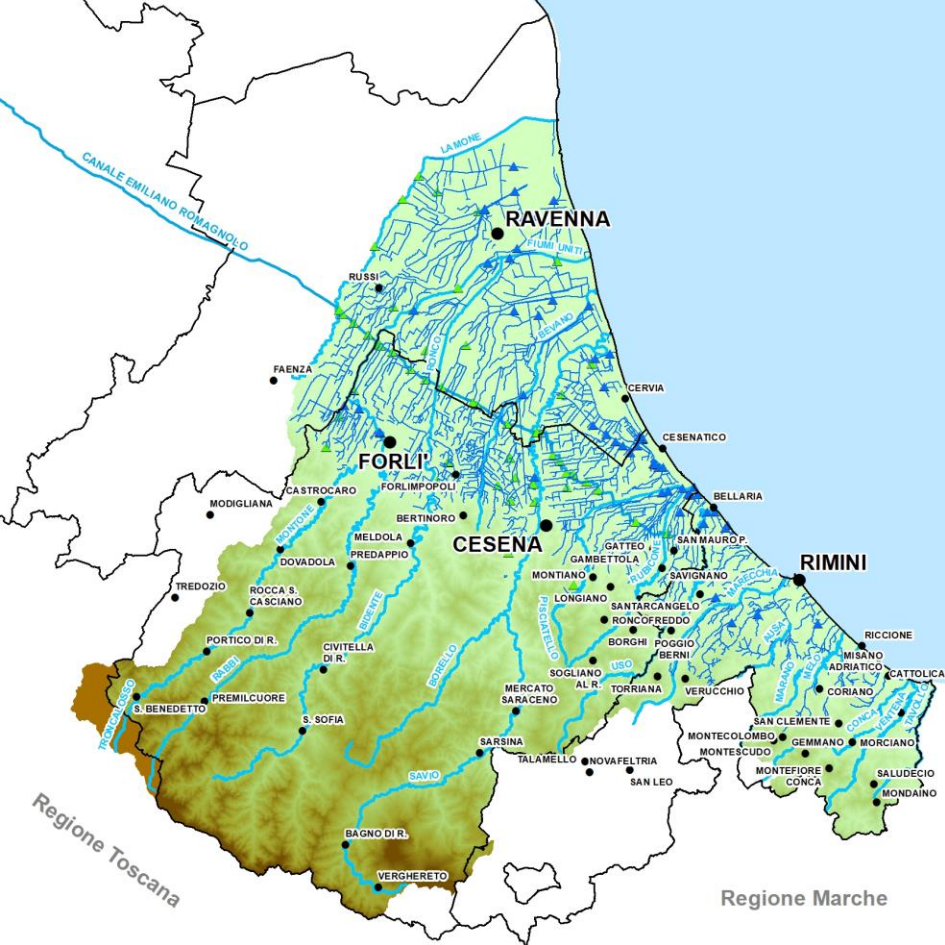 LAMONE
CANALE EMILIANO ROMAGNOLO
RAVENNA
FIUMI UNITI
RUSSI
BEVANO
RONCO
FAENZA
CERVIA
CESENATICO
FORLI'
FORLIMPOPOLI
CASTROCARO
MODIGLIANA
BERTINORO
BELLARIA
MONTONE
MELDOLA
CESENA
GATTEO
SAN MAURO P.
DOVADOLA
PREDAPPIO
GAMBETTOLA
RUBICONE
RIMINI
MONTIANO
SAVIGNANO
MARECCHIA
TREDOZIO
ROCCA S.
CASCIANO
LONGIANO
SANTARCANGELO
BIDENTE
PISCIATELLO
RONCOFREDDO
AUSA
PORTICO DI R.
BORGHI
POGGIO
BERNI
RICCIONE
CIVITELLA
DI R.
BORELLO
USO
MELO
MISANO
ADRIATICO
RABBI
SOGLIANO
AL R.
CATTOLICA
TRONCALOSSO
PREMILCUORE
MERCATO
SARACENO
TORRIANA
VERUCCHIO
MARANO
CORIANO
S. BENEDETTO
S. SOFIA
SAN CLEMENTE
CONCA
VENTENA
TAVOLLO
MONTECOLOMBO
SARSINA
MONTESCUDO
GEMMANO
MORCIANO
TALAMELLO
NOVAFELTRIA
SAVIO
SAN LEO
MONTEFIORE
CONCA
SALUDECIO
MONDAINO
Regione Toscana
BAGNO DI R.
VERGHERETO
Regione Marche